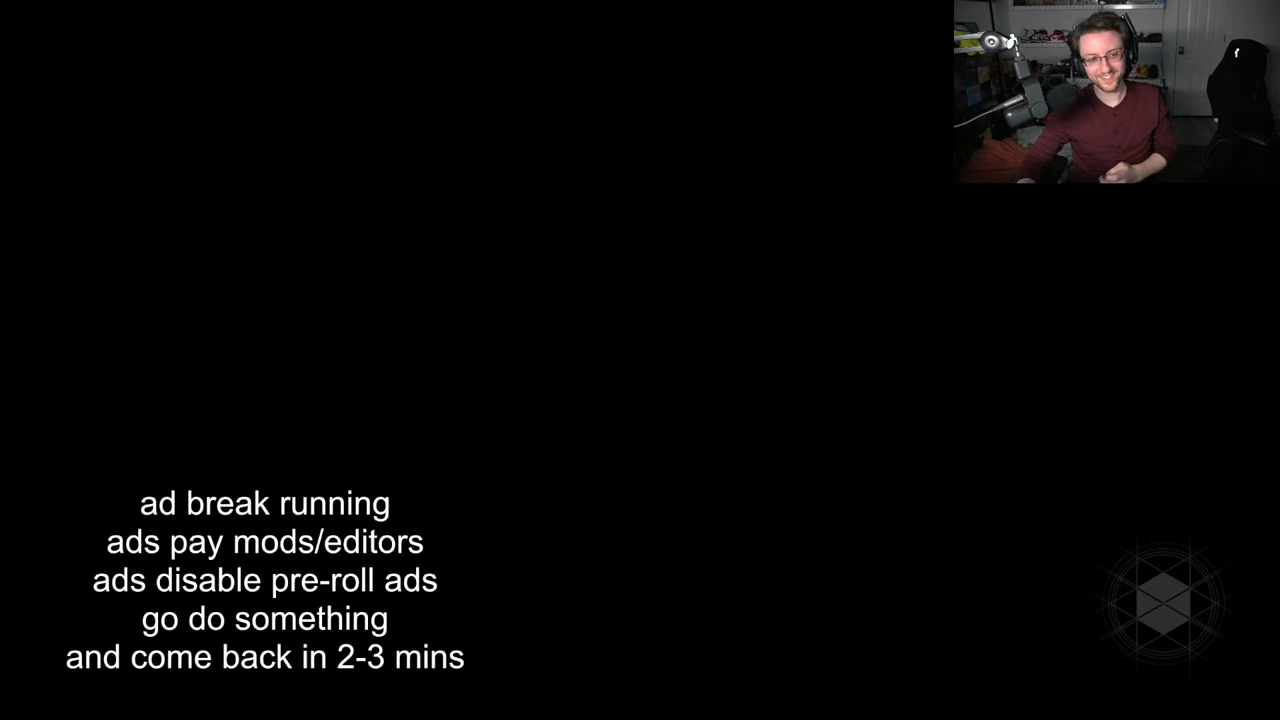 ad break running
ads pay mods/editors
ads disable pre-roll ads
go do something
and come back in 2-3 mins